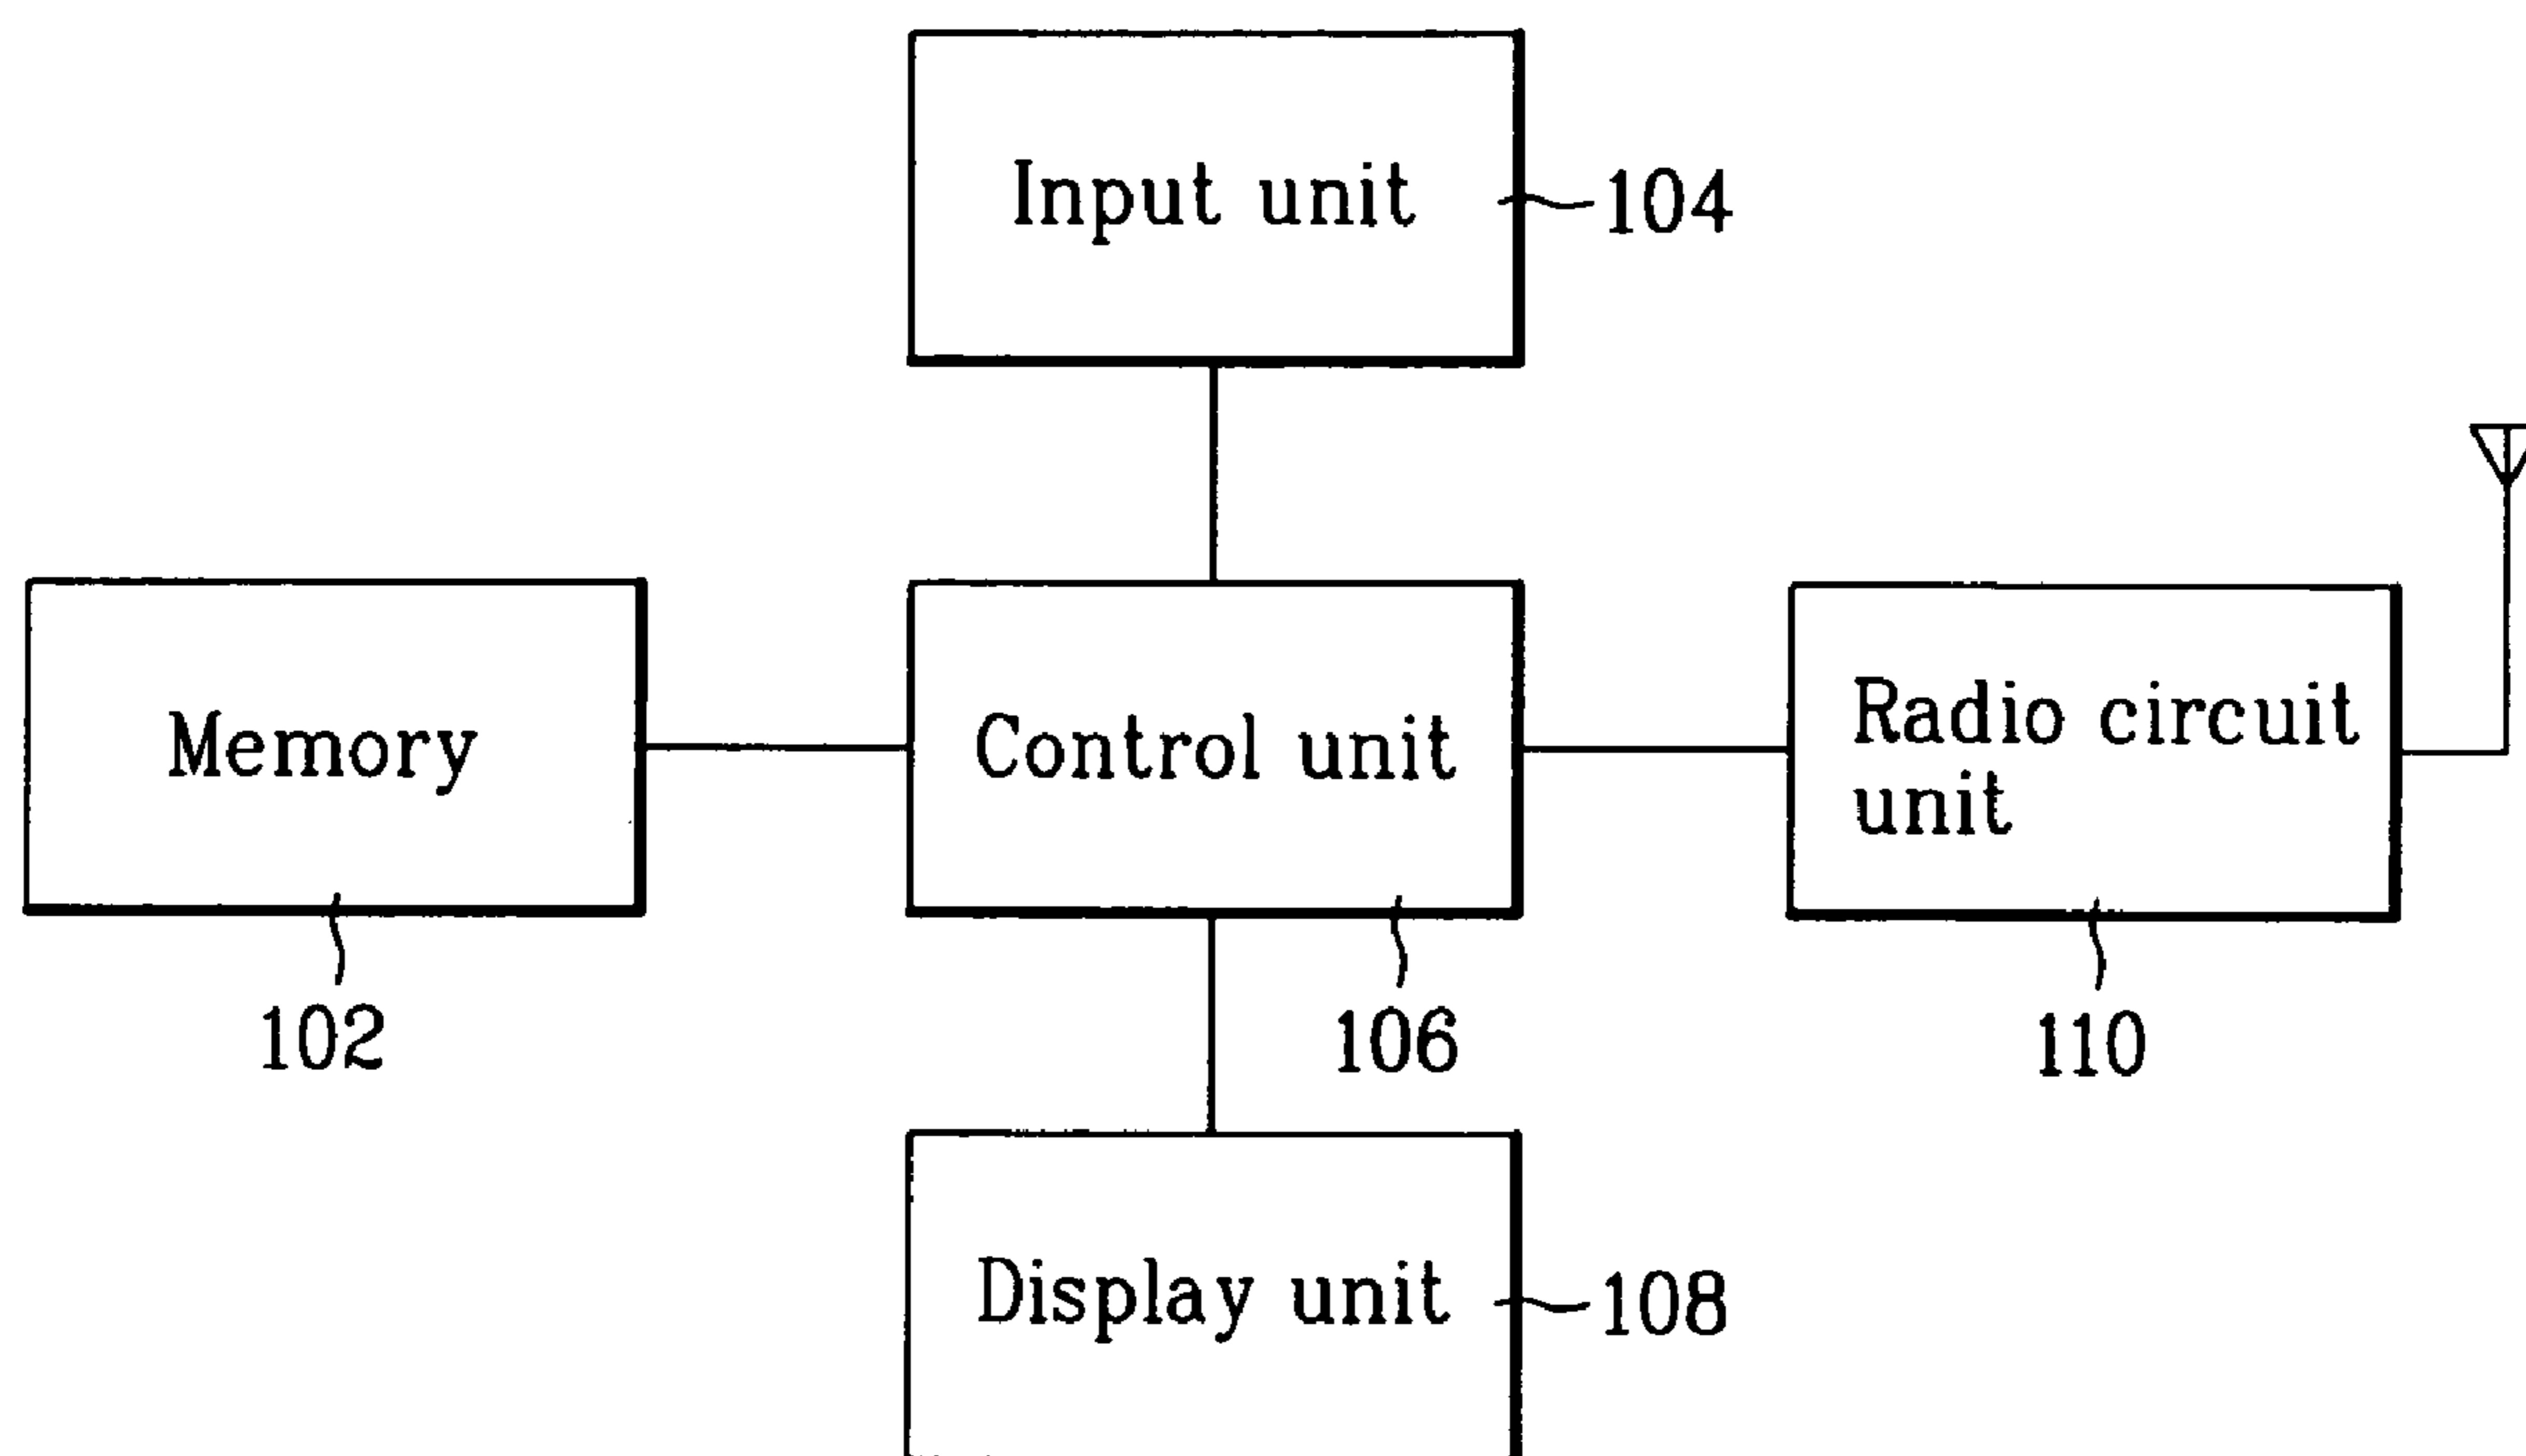 Input unit
104
Memory
Control unit
Radio circuit
unit
102
106
110
Display unit
108